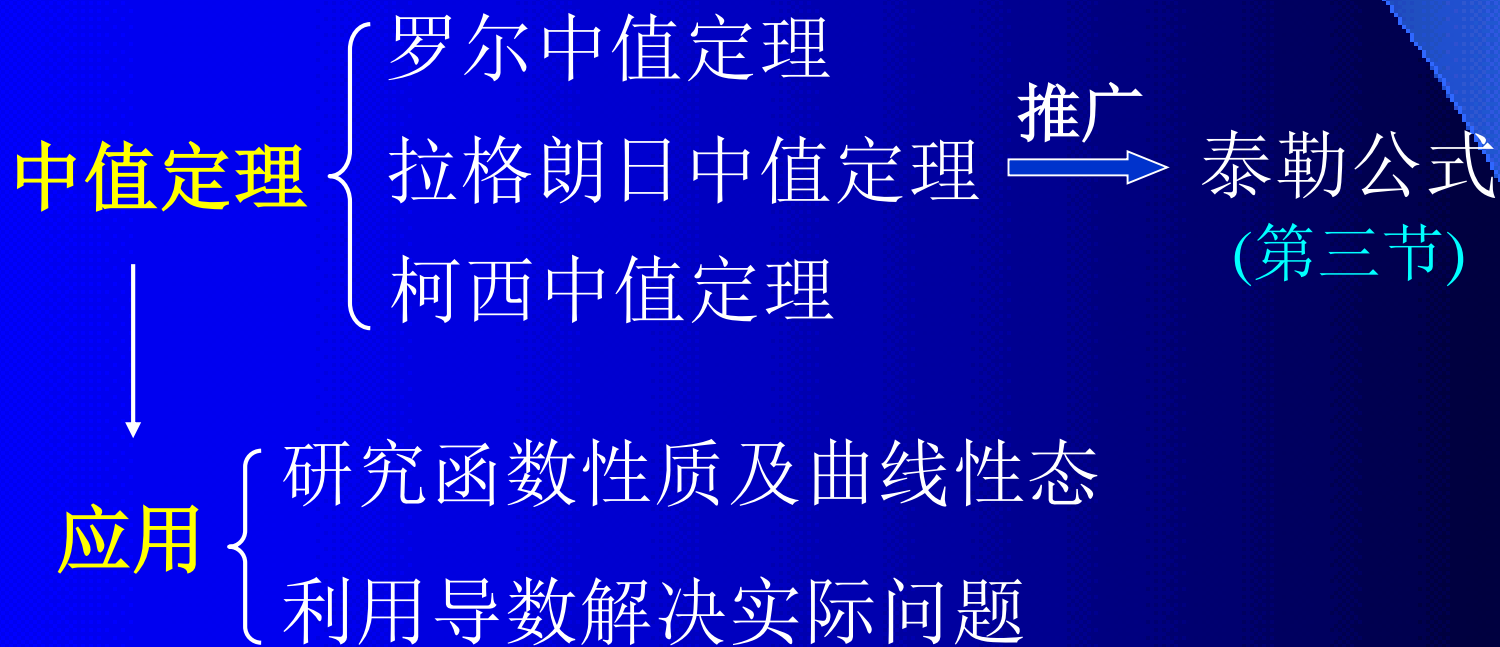 罗尔中值定理
推广
中值定理
拉格朗日中值定理
泰勒公式
(第三节)
柯西中值定理
研究函数性质及曲线性态
应用
利用导数解决实际问题